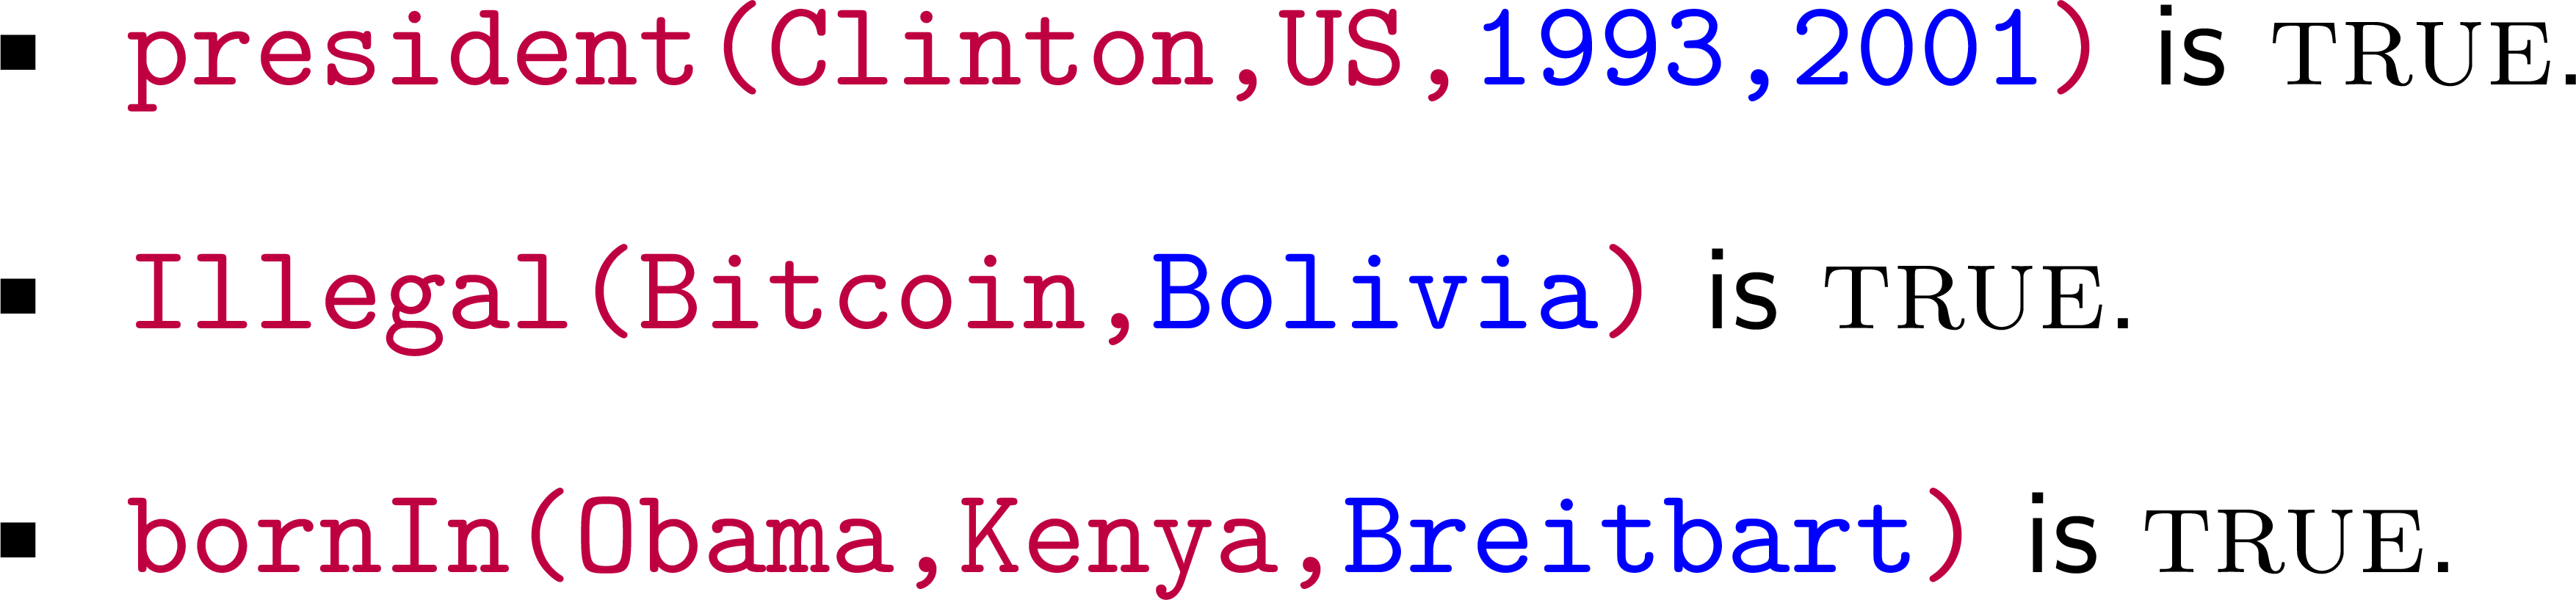 ▪ president(Clinton,US,1993,2001) is TRUE.
▪ Illegal(Bitcoin,Bolivia) is TRUE.
▪ bornIn(Obama,Kenya,Breitbart) is TRUE.